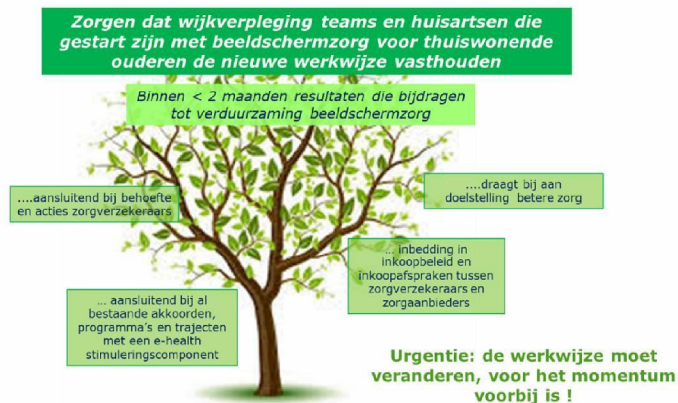 Zorgen dat wijkverpleging teams en huisartsen die
gestart zijn met beeldschermzorg voor thuiswonende
ouderen de nieuwe werkwijze vasthouden
Binnen < 2 maanden resultaten die bijdragen
tot verduurzaming beeldschermzorg
....aansluitend bij behoefte
en acties zorgverzekeraars
....draagt bij aan
doelstelling betere zorg
... inbedding in
inkoopbeleid en
inkoopafspraken tussen
zorgverzekeraars en
zorgaanbieders
... aansluitend bij al
bestaande akkoorden,
programma's en trajecten
met een e-health
stimuleringscomponent
Urgentie: de werkwijze moet
veranderen, voor het momentum
voorbij is !